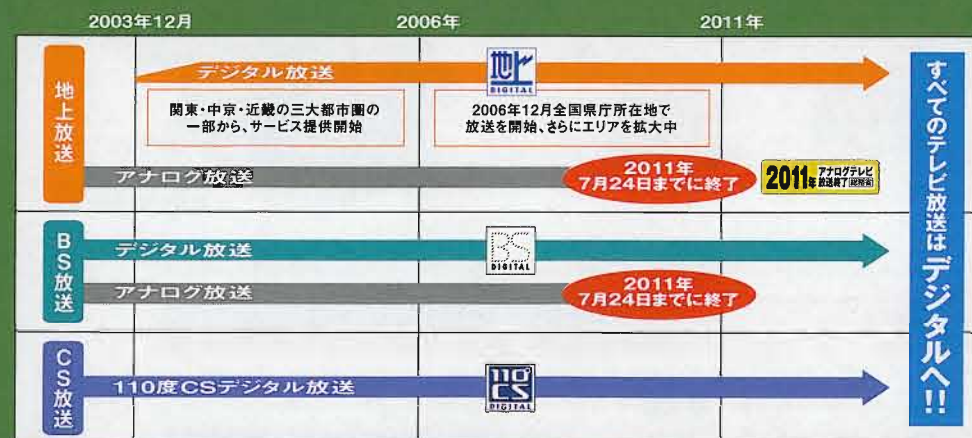 2003年12月
2006年
2011年
地上放送
デジタル放送
地上
DIGITAL
関東・中京・近畿の三大都市圏の
一部から、サービス提供開始
2006年12月全国県庁所在地で
放送を開始、さらにエリアを拡大中
アナログ放送
2011年
7月24日までに終了
2011年
アナログテレビ
放送終了
総務省
BS放送
デジタル放送
BS
DIGITAL
アナログ放送
2011年
7月24日までに終了
CS放送
110度CSデジタル放送
110°
CS
DIGITAL
すべてのテレビ放送はデジタルへ!!